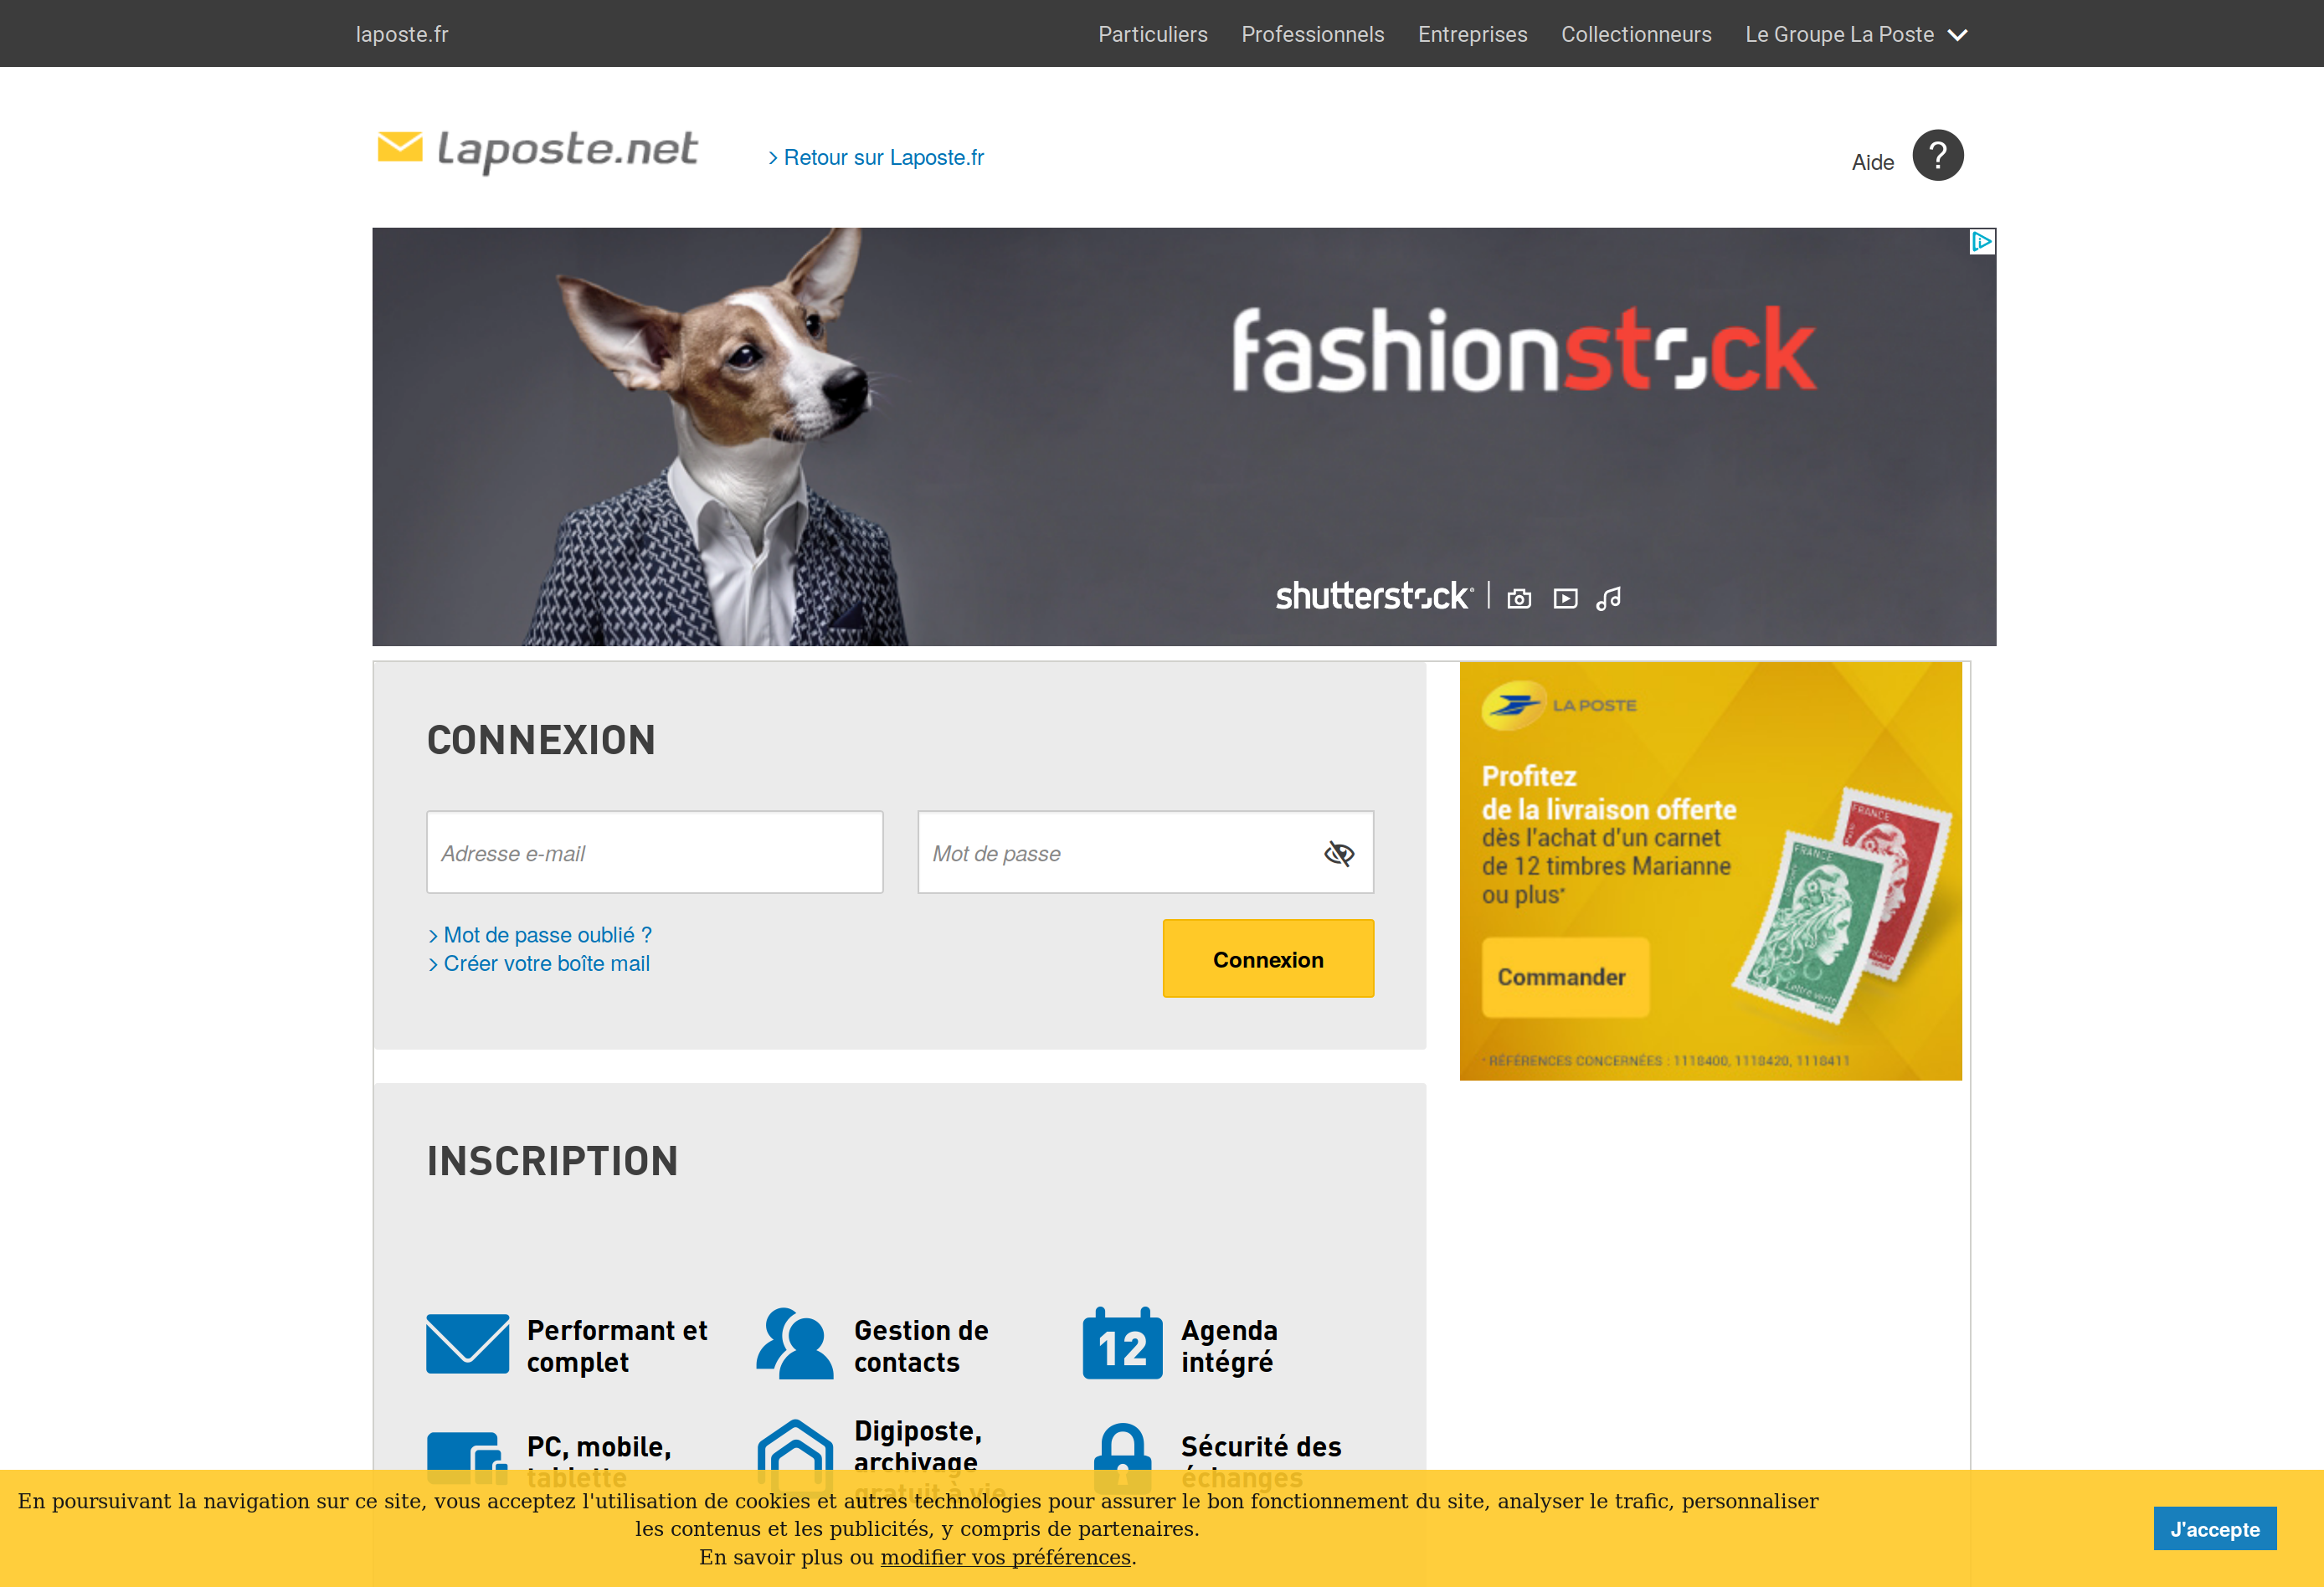 laposte.fr
Particuliers
Professionnels
Entreprises
Collectionneurs
Le Groupe La Poste
laposte.net
Retour sur Laposte.fr
Aide
?
fashionstock
shutterstock
CONNEXION
Adresse e-mail
Mot de passe
Mot de passe oublié ?
Créer votre boîte mail
Connexion
LA POSTE
Profitez
de la livraison offerte
dès l'achat d'un carnet
de 12 timbres Marianne
ou plus*
Commander
FRANCE
FRANCE
Lettre verte
* RÉFÉRENCES CONCERNÉES : 1118400, 1118420, 1118411
INSCRIPTION
Performant et
complet
Gestion de
contacts
12
Agenda
intégré
PC, mobile,
tablette
Digiposte,
archivage
gratuit à vie
Sécurité des
échanges
En poursuivant la navigation sur ce site, vous acceptez l'utilisation de cookies et autres technologies pour assurer le bon fonctionnement du site, analyser le trafic, personnaliser
les contenus et les publicités, y compris de partenaires.
En savoir plus ou modifier vos préférences.
J'accepte